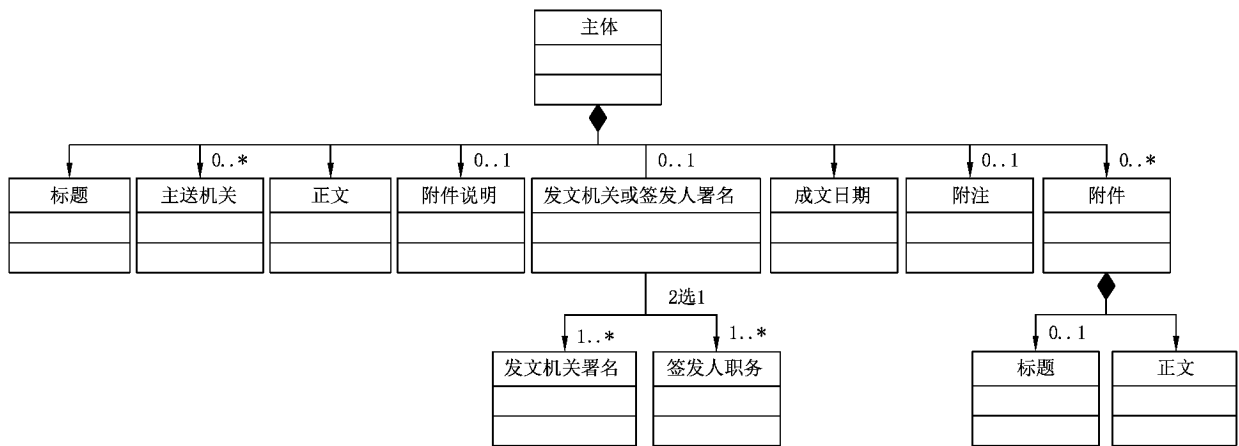 主体
0..*
0..1
0..1
0..1
0..*
标题
主送机关
正文
附件说明
发文机关或签发人署名
成文日期
附注
附件
2选1
1..*
1..*
0..1
发文机关署名
签发人职务
标题
正文